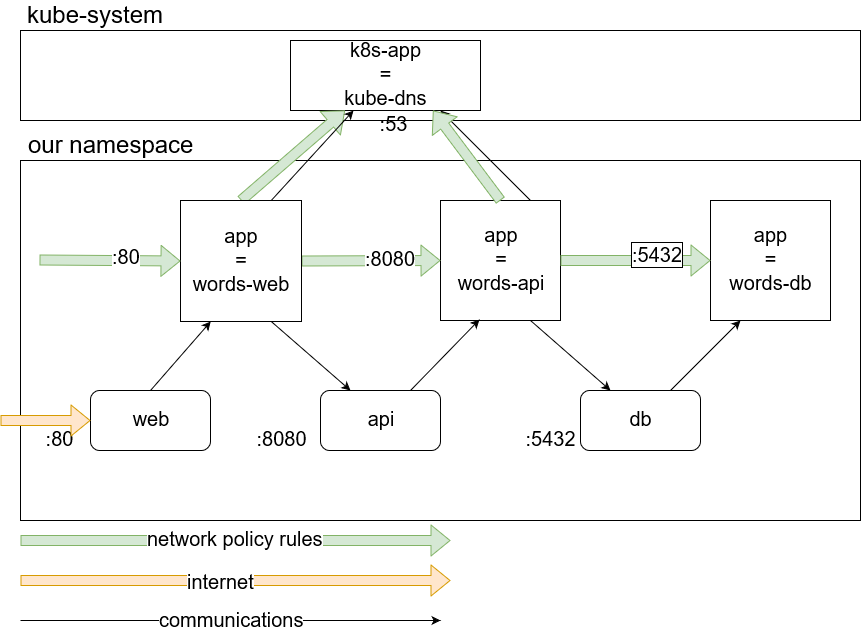 kube-system
k8s-app
=
kube-dns
:53
our namespace
app
=
words-web
app
=
words-api
app
=
words-db
:80
:8080
:5432
web
api
db
:80
:8080
:5432
network policy rules
internet
communications